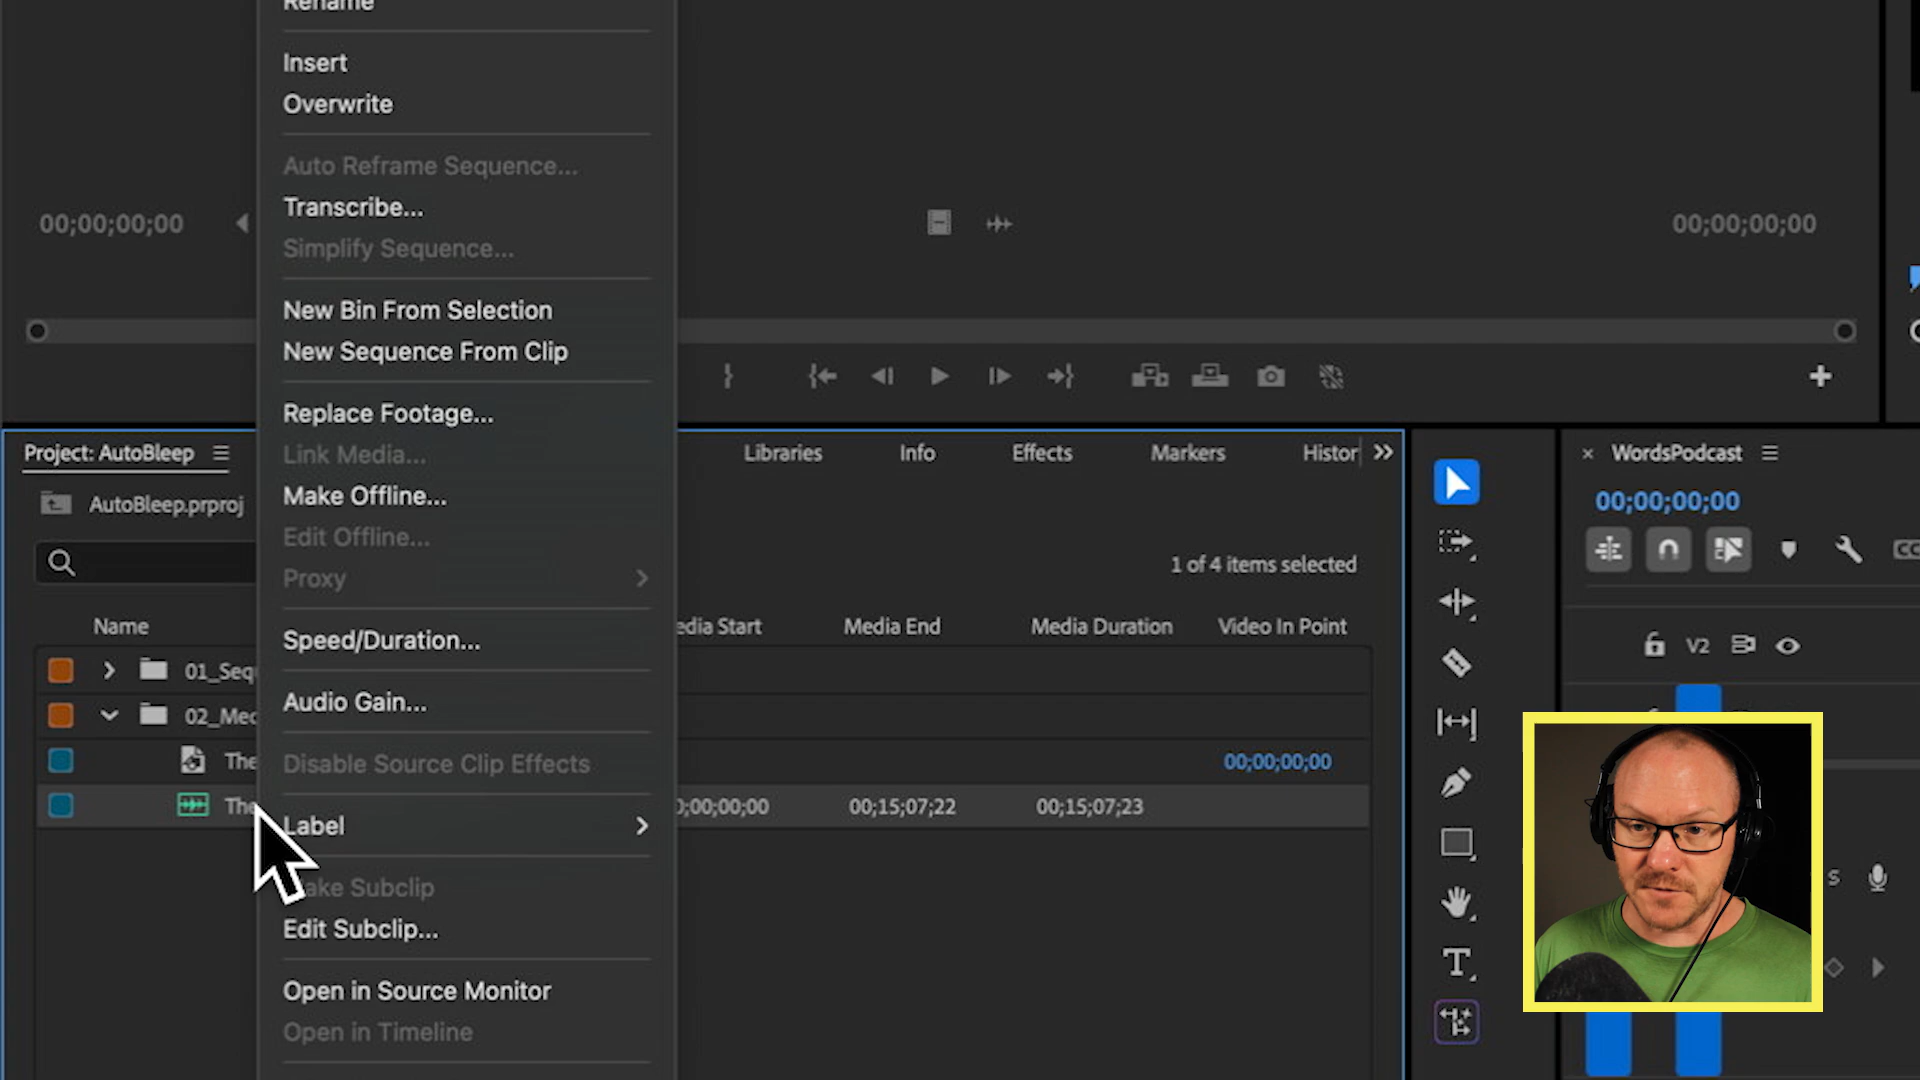 Rename
Insert
Overwrite
Auto Reframe Sequence...
Transcribe...
Simplify Sequence...
New Bin From Selection
New Sequence From Clip
Replace Footage...
Link Media...
Make Offline...
Edit Offline...
Proxy
Speed/Duration...
Audio Gain...
Disable Source Clip Effects
Label
ake Subclip
Edit Subclip...
Open in Source Monitor
Open in Timeline
00;00;00;00
00;00;00;00
Project: AutoBleep
Libraries
Info
Effects
Markers
Histor
AutoBleep.prproj
1 of 4 items selected
Name
edia Start
Media End
Media Duration
Video In Point
01_Sequ
02_Med
The
00;00;00;00
The
0;00;00;00
00;15;07;22
00;15;07;23
WordsPodcast
00;00;00;00
CC
V2
S